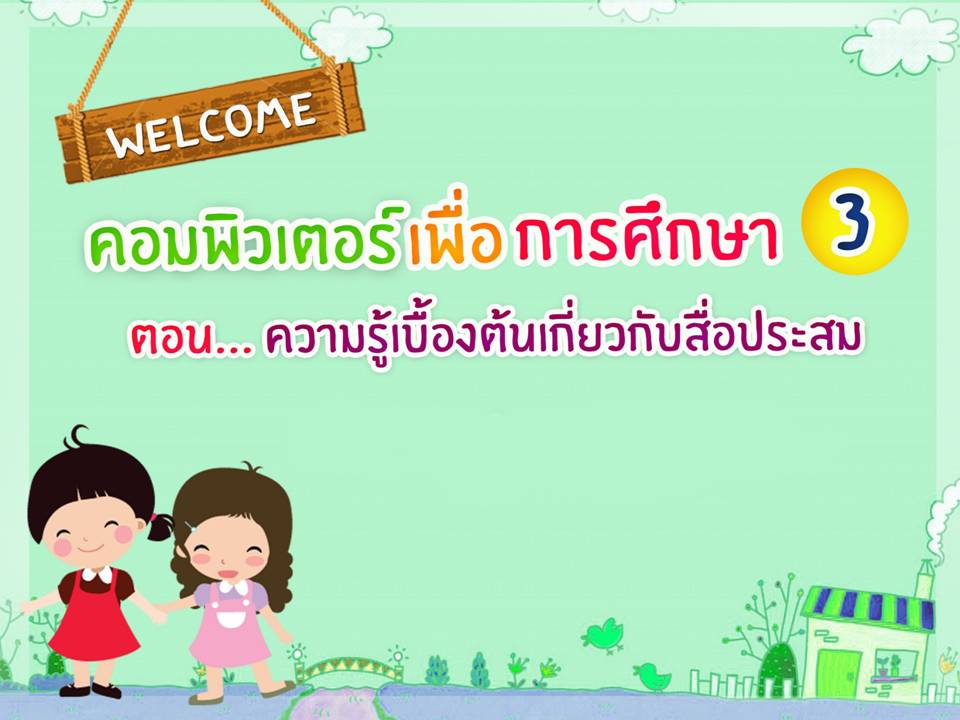 WELCOME
คอมพิวเตอร์เพื่อการศึกษา 3
ตอน... ความรู้เบื้องต้นเกี่ยวกับสื่อประสม